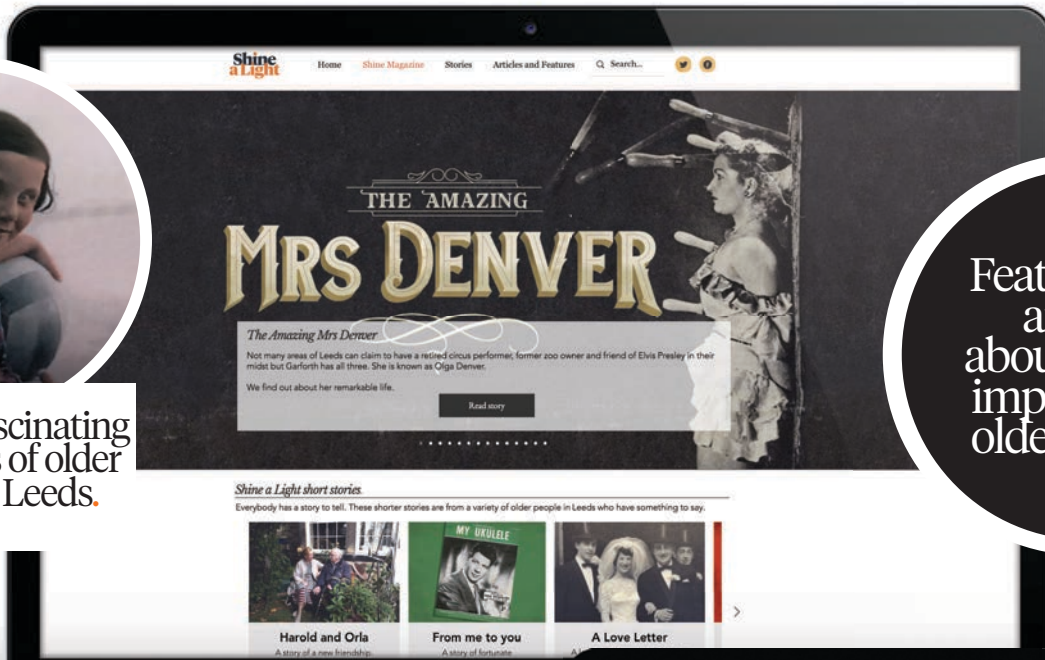 Shine
a Light
Home Shine Magazine Stories Articles and Features Search...
THE AMAZING
MRS DENVER
The Amazing Mrs Denver
Not many areas of Leeds can claim to have a retired circus performer, former zoo owner and friend of Elvis Presley in their
midst but Garforth has all three. She is known as Olga Denver.
We find out about her remarkable life.
Read story
of older
Leeds.
Shine a Light short stories
Everybody has a story to tell. These shorter stories are from a variety of older people in Leeds who have something to say.
MY UKULELE
Harold and Orla
A story of a new friendship.
From me to you
A story of fortunate
A Love Letter